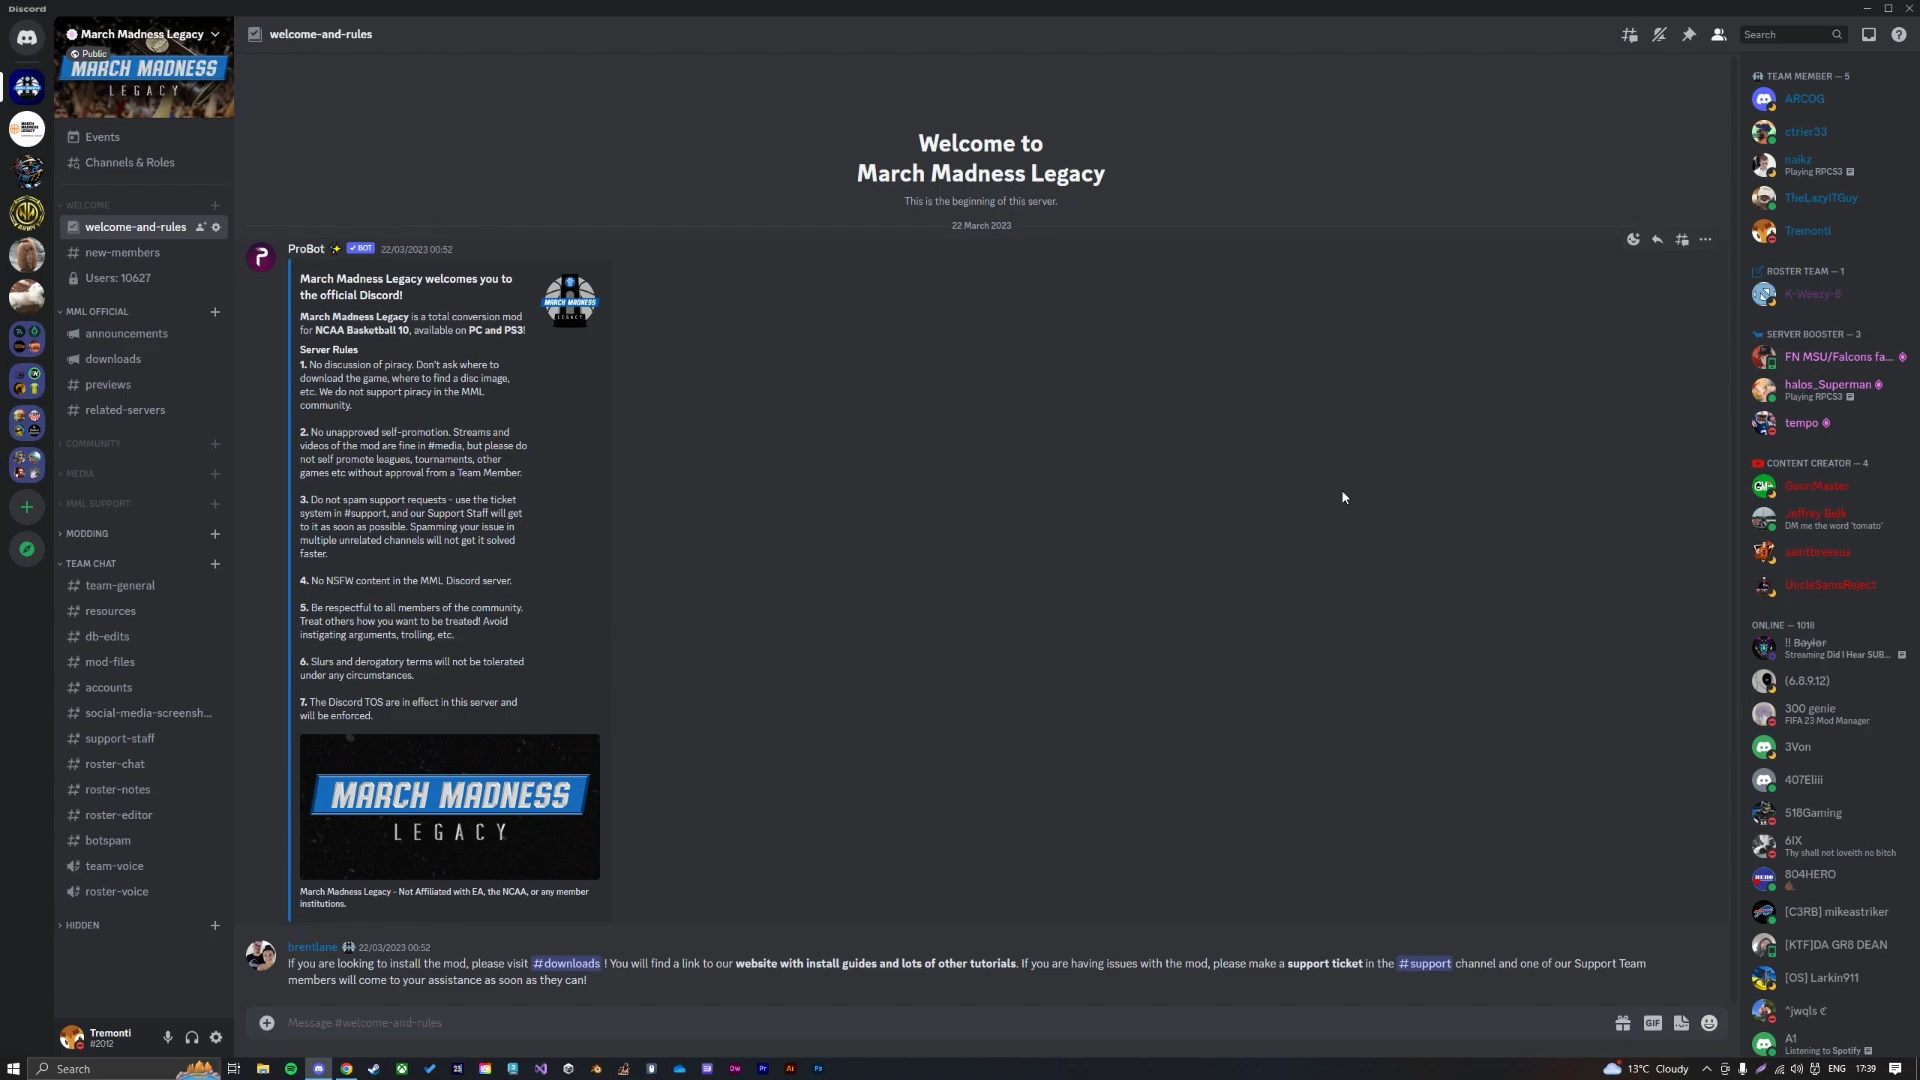 Discord
March Madness Legacy
Public
MARCH MADNESS
LEGACY
Events
Channels & Roles
WELCOME
welcome-and-rules
new-members
Users: 10627
MML OFFICIAL
announcements
downloads
previews
related-servers
COMMUNITY
MEDIA
MML SUPPORT
MODDING
TEAM CHAT
team-general
resources
db-edits
mod-files
accounts
social-media-screensh...
support-staff
roster-chat
roster-notes
roster-editor
botspam
team-voice
roster-voice
HIDDEN
Tremonti
#2012
welcome-and-rules
Search
Welcome to
March Madness Legacy
This is the beginning of this server.
22 March 2023
ProBot ✨ ✓ BOT 22/03/2023 00:52
March Madness Legacy welcomes you to
the official Discord!
March Madness Legacy is a total conversion mod
for NCAA Basketball 10, available on PC and PS3!
MARCH MADNESS
LEGACY
Server Rules
1. No discussion of piracy. Don't ask where to
download the game, where to find a disc image,
etc. We do not support piracy in the MML
community.
2. No unapproved self-promotion. Streams and
videos of the mod are fine in #media, but please do
not self promote leagues, tournaments, other
games etc without approval from a Team Member.
3. Do not spam support requests - use the ticket
system in #support, and our Support Staff will get
to it as soon as possible. Spamming your issue in
multiple unrelated channels will not get it solved
faster.
4. No NSFW content in the MML Discord server.
5. Be respectful to all members of the community.
Treat others how you want to be treated! Avoid
instigating arguments, trolling, etc.
6. Slurs and derogatory terms will not be tolerated
under any circumstances.
7. The Discord TOS are in effect in this server and
will be enforced.
MARCH MADNESS
LEGACY
March Madness Legacy - Not Affiliated with EA, the NCAA, or any member
institutions.
brentlane 22/03/2023 00:52
If you are looking to install the mod, please visit #downloads ! You will find a link to our website with install guides and lots of other tutorials. If you are having issues with the mod, please make a support ticket in the #support channel and one of our Support Team
members will come to your assistance as soon as they can!
Message #welcome-and-rules
GIF
TEAM MEMBER — 5
ARCOG
ctrier33
naikz
Playing RPCS3
TheLazyITGuy
Tremonti
ROSTER TEAM — 1
K-Weezy-8
SERVER BOOSTER — 3
FN MSU/Falcons fa...
halos_Superman
Playing RPCS3
tempo
CONTENT CREATOR — 4
GoonMaster
Jeffrey Belk
DM me the word 'tomato'
saintbreesus
UncleSamsReject
ONLINE — 1018
!! Baylor
Streaming Did I Hear SUB...
(6.8.9.12)
300 genie
FIFA 23 Mod Manager
3Von
407Eliii
518Gaming
6IX
Thy shall not loveith no bitch
804HERO
[C3RB] mikeastriker
[KTF]DA GR8 DEAN
[OS] Larkin911
^jwqls ℭ
A1
Listening to Spotify
Search
Dw
Pr
Ai
Ps
13°C Cloudy
ENG
17:39